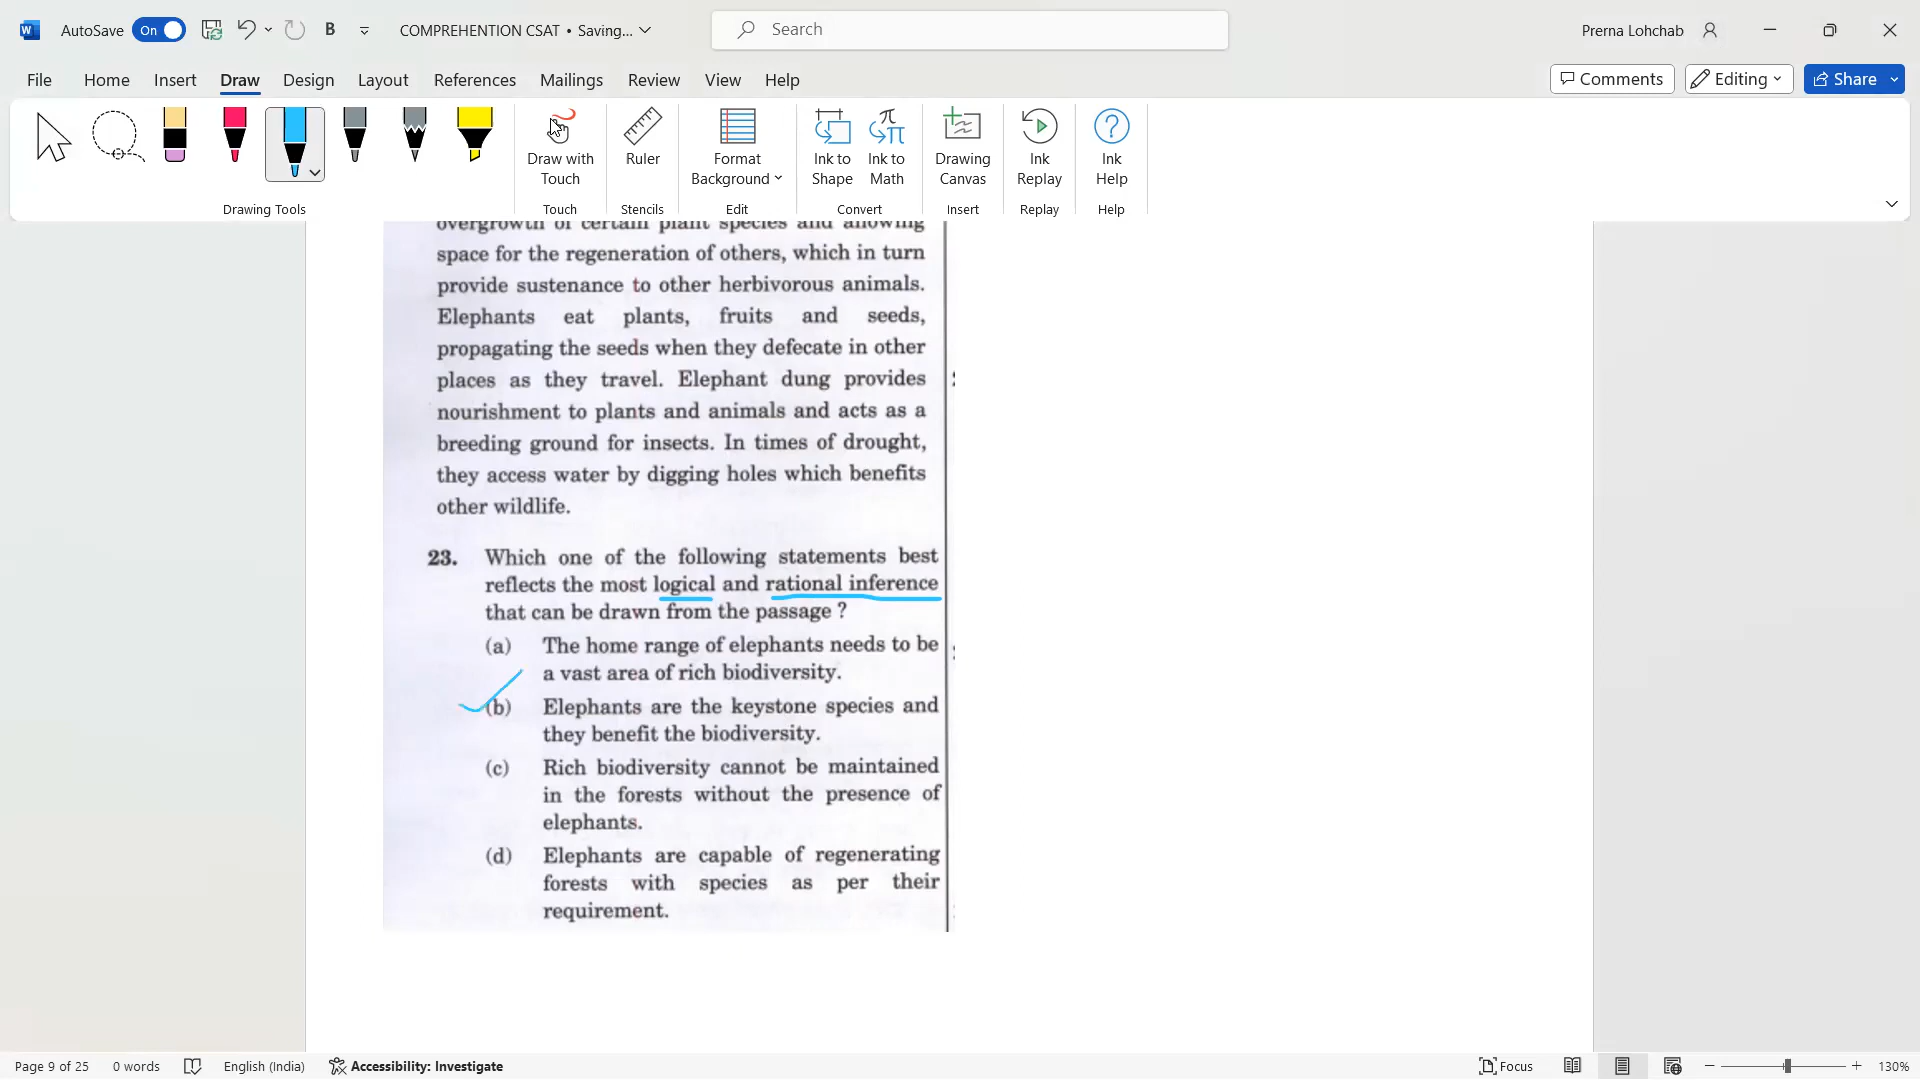 AutoSave On B COMPREHENTION CSAT • Saving... Search Prerna Lohchab
File Home Insert Draw Design Layout References Mailings Review View Help Comments Editing Share
Draw with Touch Ruler Format Background Ink to Shape Ink to Math Drawing Canvas Ink Replay Ink Help
Drawing Tools Touch Stencils Edit Convert Insert Replay Help
overgrowth of certain plant species and allowing
space for the regeneration of others, which in turn
provide sustenance to other herbivorous animals.
Elephants eat plants, fruits and seeds,
propagating the seeds when they defecate in other
places as they travel. Elephant dung provides
nourishment to plants and animals and acts as a
breeding ground for insects. In times of drought,
they access water by digging holes which benefits
other wildlife.
23. Which one of the following statements best
reflects the most logical and rational inference
that can be drawn from the passage ?
(a) The home range of elephants needs to be
a vast area of rich biodiversity.
(b) Elephants are the keystone species and
they benefit the biodiversity.
(c) Rich biodiversity cannot be maintained
in the forests without the presence of
elephants.
(d) Elephants are capable of regenerating
forests with species as per their
requirement.
Page 9 of 25 0 words English (India) Accessibility: Investigate Focus 130%